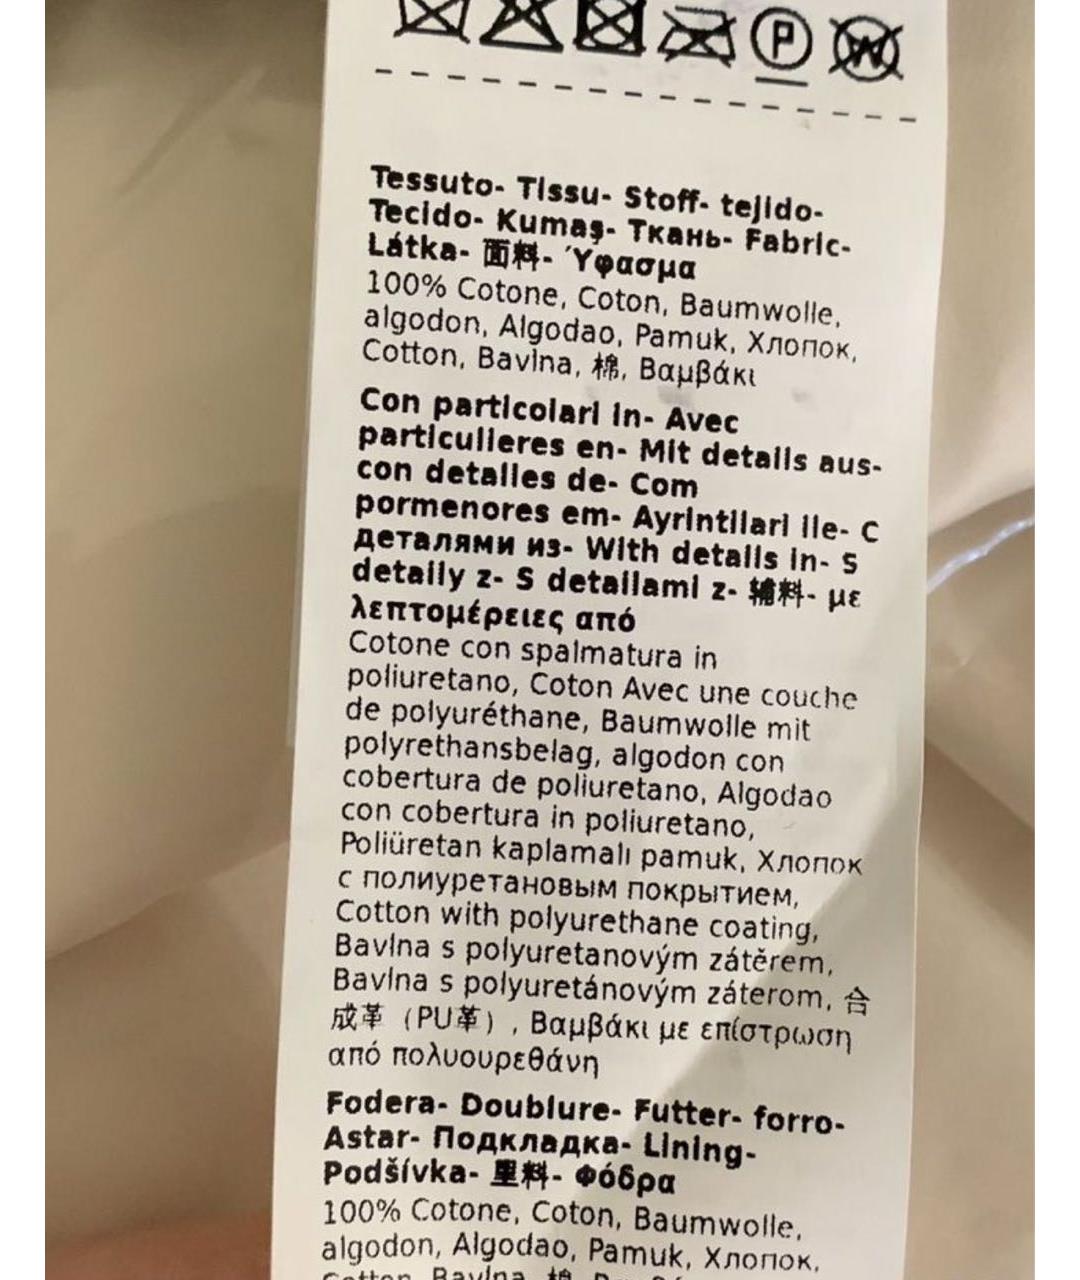 P W
Tessuto- Tissu- Stoff- tejido-
Tecido- Kumaş- Ткань- Fabric-
Látka- 面料- Ύφασμα
100% Cotone, Coton, Baumwolle,
algodon, Algodao, Pamuk, Хлопок,
Cotton, Bavlna, 棉, Βαμβάκι
Con particolari in- Avec
particulieres en- Mit details aus-
con detalles de- Com
pormenores em- Ayrintilari ile- С
деталями из- With details in- S
detaily z- S detailami z- 辅料- με
λεπτομέρειες από
Cotone con spalmatura in
poliuretano, Coton Avec une couche
de polyuréthane, Baumwolle mit
polyrethansbelag, algodon con
cobertura de poliuretano, Algodao
con cobertura in poliuretano,
Poliüretan kaplamalı pamuk, Хлопок
с полиуретановым покрытием,
Cotton with polyurethane coating,
Bavlna s polyuretanovým zátěrem,
Bavlna s polyuretánovým záterom, 合
成革（PU革）, Βαμβάκι με επίστρωση
από πολυουρεθάνη
Fodera- Doublure- Futter- forro-
Astar- Подкладка- Lining-
Podšívka- 里料- Φόδρα
100% Cotone, Coton, Baumwolle,
algodon, Algodao, Pamuk, Хлопок,
Cotton, Bavlna, 棉,